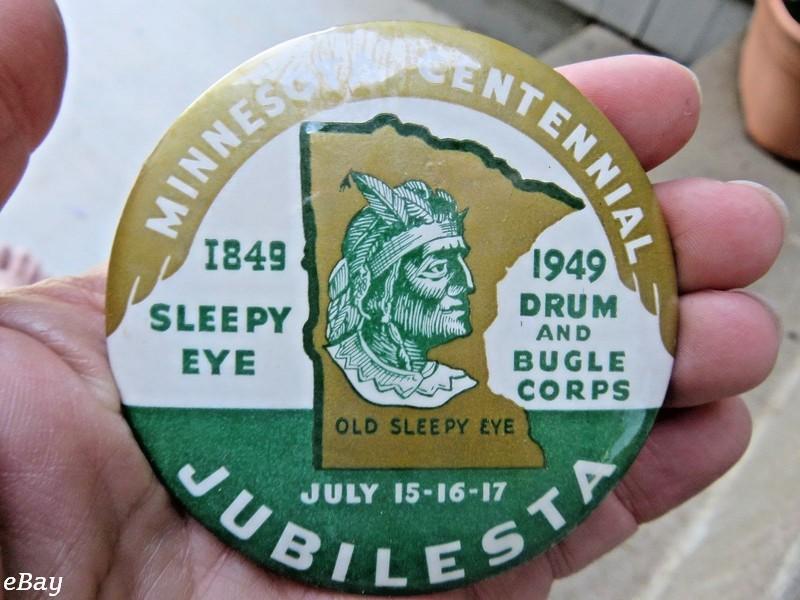 MINNESOTA CENTENNIAL
1849
SLEEPY
EYE
1949
DRUM
AND
BUGLE
CORPS
OLD SLEEPY EYE
JULY 15-16-17
JUBILESTA
eBay